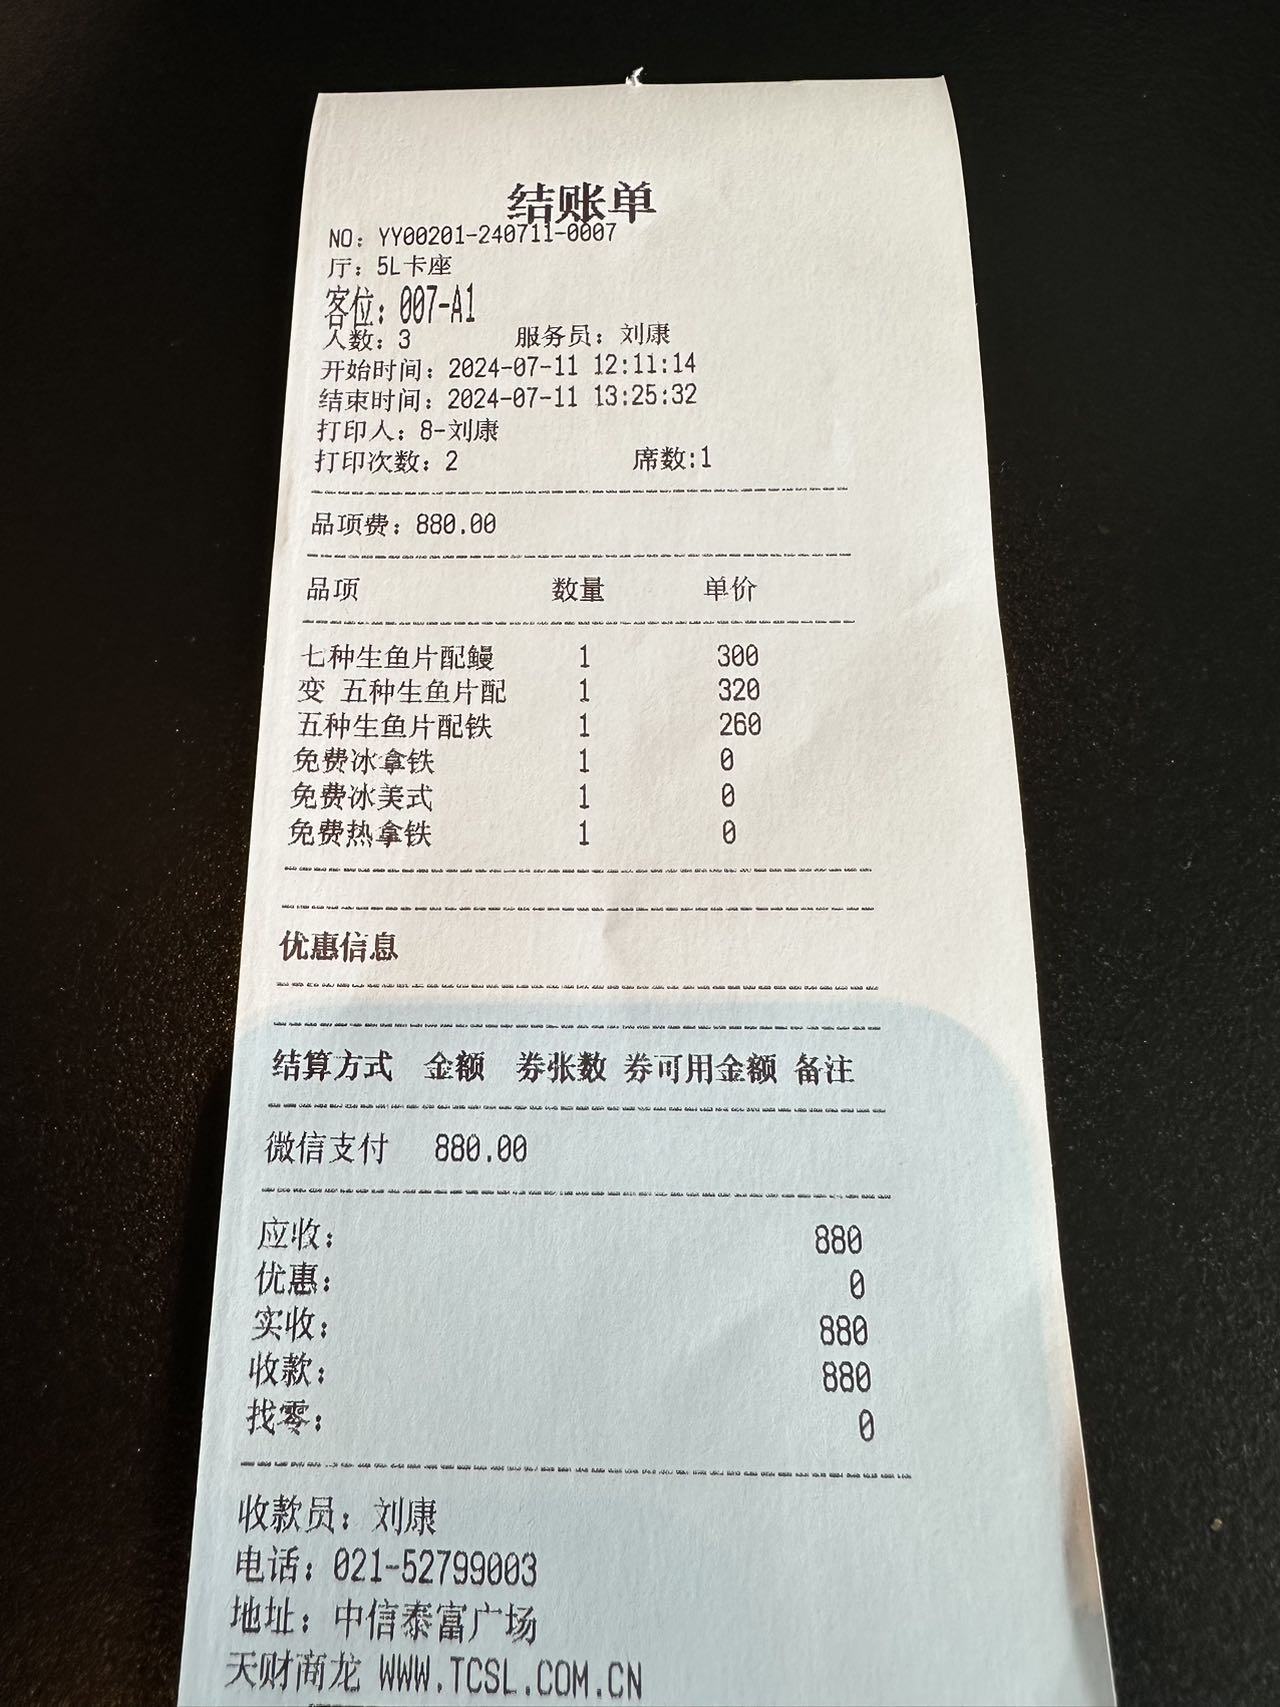 结账单
NO: YY00201-240711-0007
厅: 5L卡座
客位: 007-A1
人数: 3 服务员: 刘康
开始时间: 2024-07-11 12:11:14
结束时间: 2024-07-11 13:25:32
打印人: 8-刘康
打印次数: 2 席数:1
品项费: 880.00
品项 数量 单价
七种生鱼片配鳗 1 300
变 五种生鱼片配 1 320
五种生鱼片配铁 1 260
免费冰拿铁 1 0
免费冰美式 1 0
免费热拿铁 1 0
优惠信息
结算方式 金额 券张数 券可用金额 备注
微信支付 880.00
应收: 880
优惠: 0
实收: 880
收款: 880
找零: 0
收款员: 刘康
电话: 021-52799003
地址: 中信泰富广场
天财商龙 WWW.TCSL.COM.CN